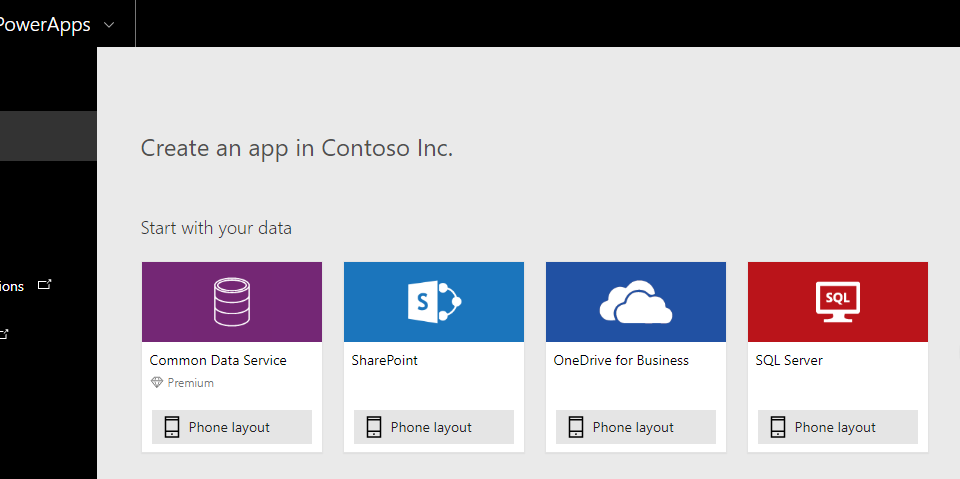 PowerApps
Create an app in Contoso Inc.
Start with your data
ions
S
SQL
Common Data Service
SharePoint
OneDrive for Business
SQL Server
Premium
Phone layout
Phone layout
Phone layout
Phone layout